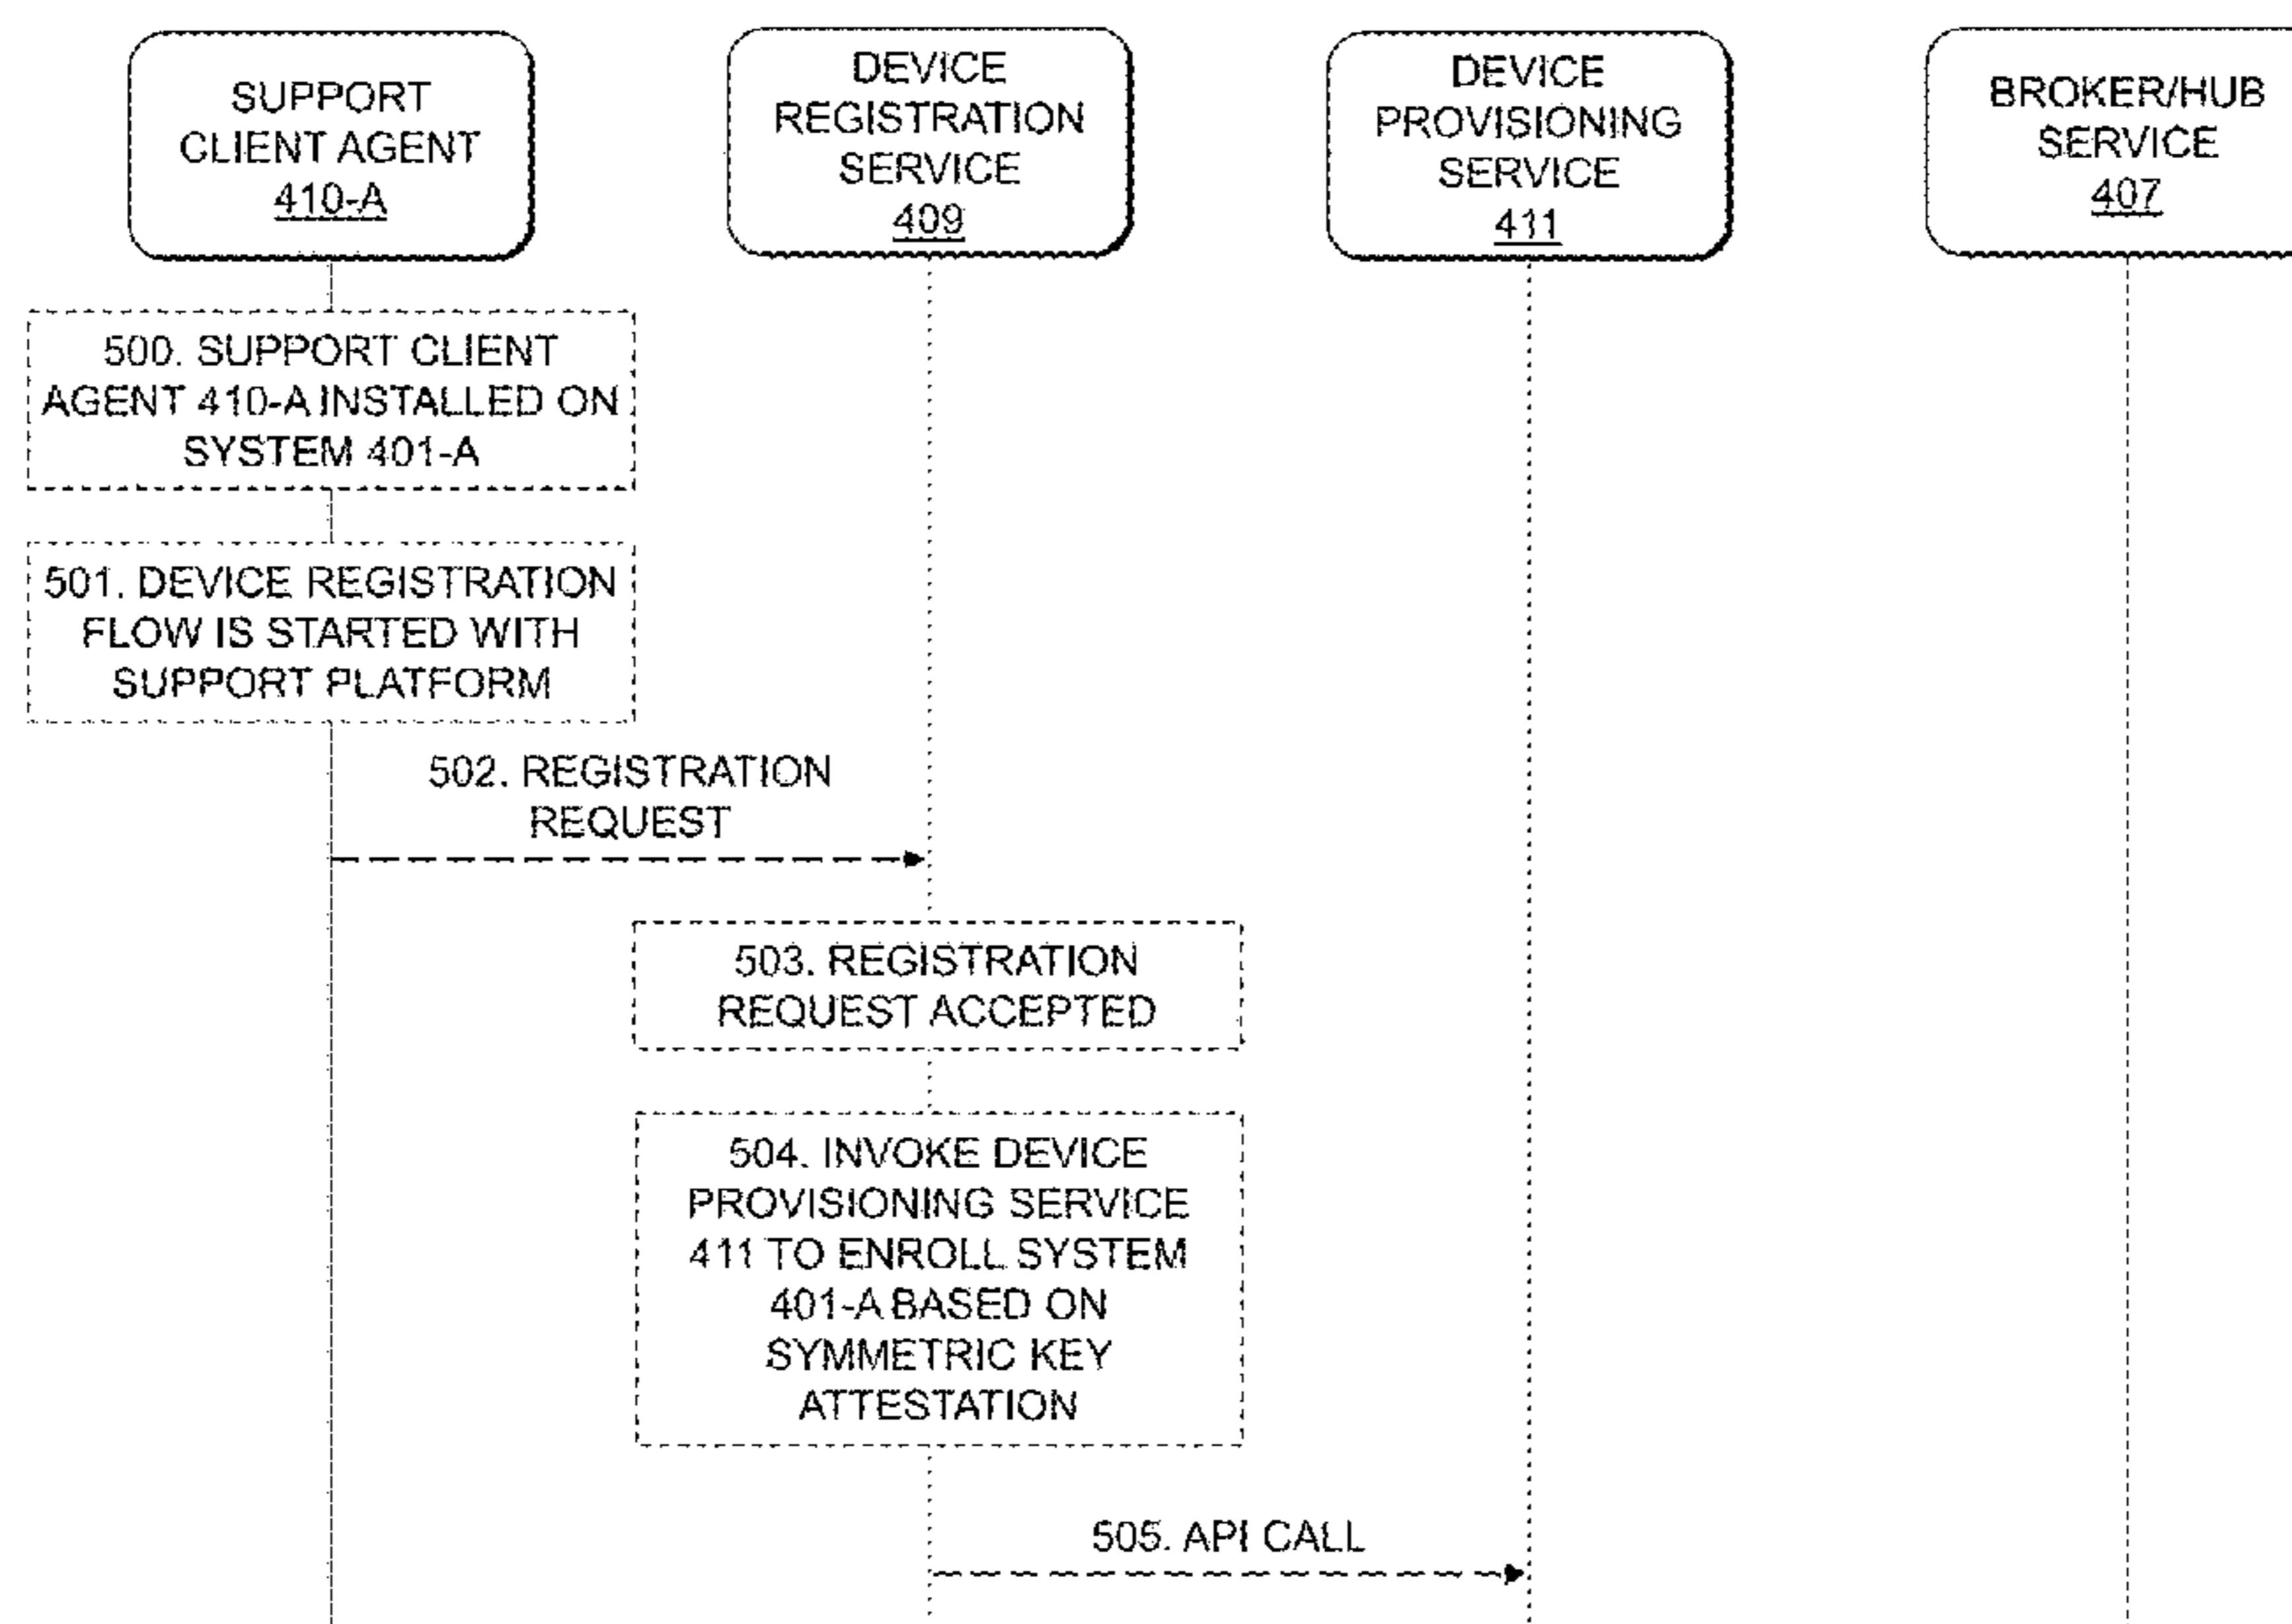 SUPPORT
CLIENT AGENT
410-A
DEVICE
REGISTRATION
SERVICE
409
DEVICE
PROVISIONING
SERVICE
411
BROKER/HUB
SERVICE
407
500. SUPPORT CLIENT
AGENT 410-A INSTALLED ON
SYSTEM 401-A
501. DEVICE REGISTRATION
FLOW IS STARTED WITH
SUPPORT PLATFORM
502. REGISTRATION
REQUEST
503. REGISTRATION
REQUEST ACCEPTED
504. INVOKE DEVICE
PROVISIONING SERVICE
411 TO ENROLL SYSTEM
401-A BASED ON
SYMMETRIC KEY
ATTESTATION
505. API CALL